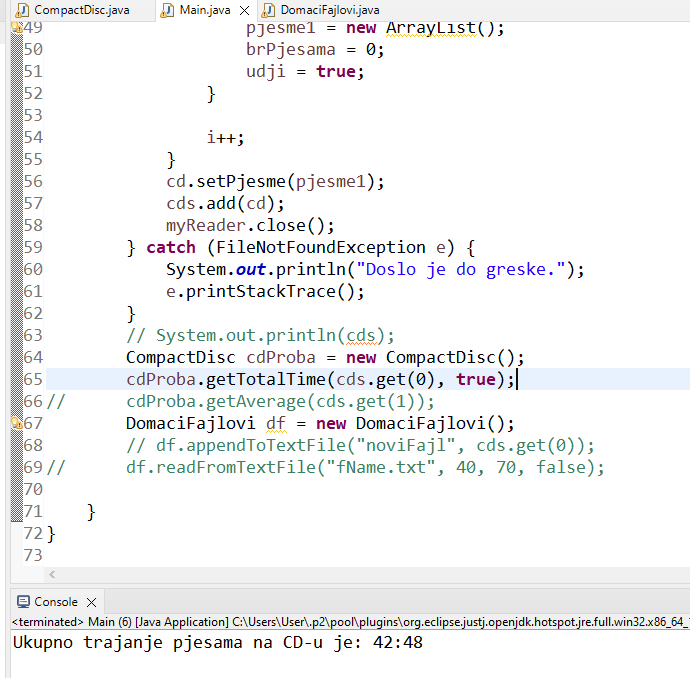 CompactDisc.java Main.java DomaciFajlovi.java
49 pjesme1 = new ArrayList();
50 brPjesama = 0;
51 udji = true;
52 }
53
54 i++;
55 }
56 cd.setPjesme(pjesme1);
57 cds.add(cd);
58 myReader.close();
59 } catch (FileNotFoundException e) {
60 System.out.println("Doslo je do greske.");
61 e.printStackTrace();
62 }
63 // System.out.println(cds);
64 CompactDisc cdProba = new CompactDisc();
65 cdProba.getTotalTime(cds.get(0), true);
66 // cdProba.getAverage(cds.get(1));
67 DomaciFajlovi df = new DomaciFajlovi();
68 // df.appendToTextFile("noviFajl", cds.get(0));
69 // df.readFromTextFile("fName.txt", 40, 70, false);
70
71 }
72 }
73
Console
<terminated> Main (6) [Java Application] C:\Users\User\.p2\pool\plugins\org.eclipse.justj.openjdk.hotspot.jre.full.win32.x86_64_
Ukupno trajanje pjesama na CD-u je: 42:48